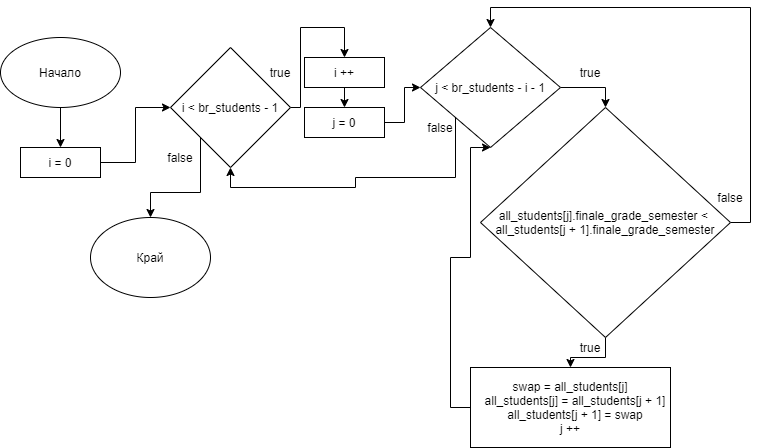 Начало
i = 0
i < br_students - 1
true
false
Край
i ++
j = 0
j < br_students - i - 1
true
false
all_students[j].finale_grade_semester <
all_students[j + 1].finale_grade_semester
false
true
swap = all_students[j]
all_students[j] = all_students[j + 1]
all_students[j + 1] = swap
j ++